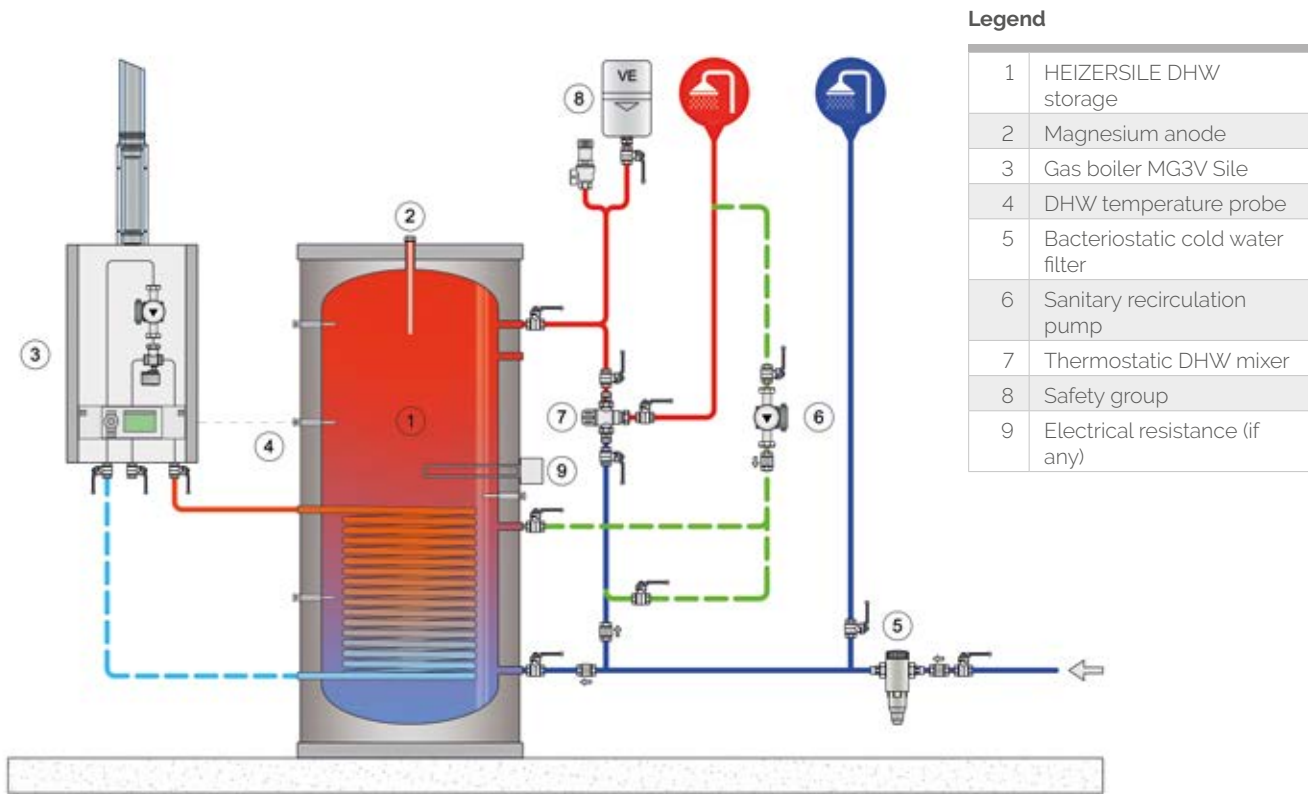 Legend
1 HEIZERSILE DHW
storage
2 Magnesium anode
3 Gas boiler MG3V Sile
4 DHW temperature probe
5 Bacteriostatic cold water
filter
6 Sanitary recirculation
pump
7 Thermostatic DHW mixer
8 Safety group
9 Electrical resistance (if
any)
VE
8
2
3
1
7
6
4
9
5